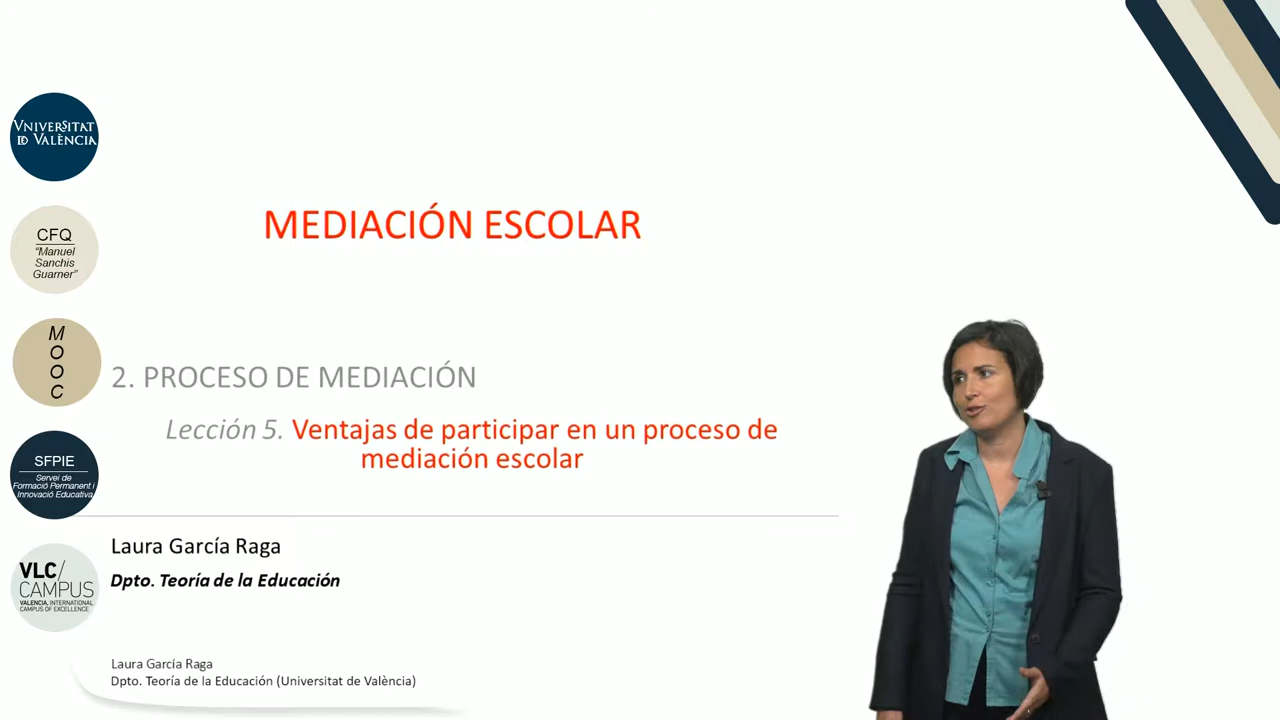 VNIVERSITAT
ID VALÈNCIA
CFQ
"Manuel
Sanchis
Guarner"
M
O
O
C
SFPIE
Servei de
Formació Permanent i
Innovació Educativa
VLC/
CAMPUS
VALENCIA, INTERNATIONAL
CAMPUS OF EXCELLENCE
MEDIACIÓN ESCOLAR
2. PROCESO DE MEDIACIÓN
Lección 5. Ventajas de participar en un proceso de
mediación escolar
Laura García Raga
Dpto. Teoría de la Educación
Laura García Raga
Dpto. Teoría de la Educación (Universitat de València)